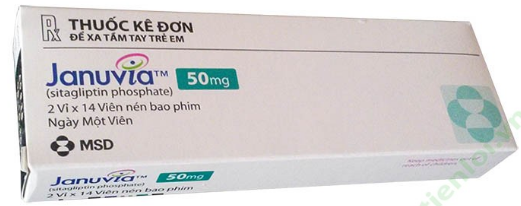 Rx THUỐC KÊ ĐƠN
ĐỂ XA TẦM TAY TRẺ EM
Januvia™ 50mg
(sitagliptin phosphate)
2 Vỉ x 14 Viên nén bao phim
Ngày Một Viên
MSD
Januvia™ 50mg
(sitagliptin phosphate)
2 Vỉ x 14 Viên nén bao phim